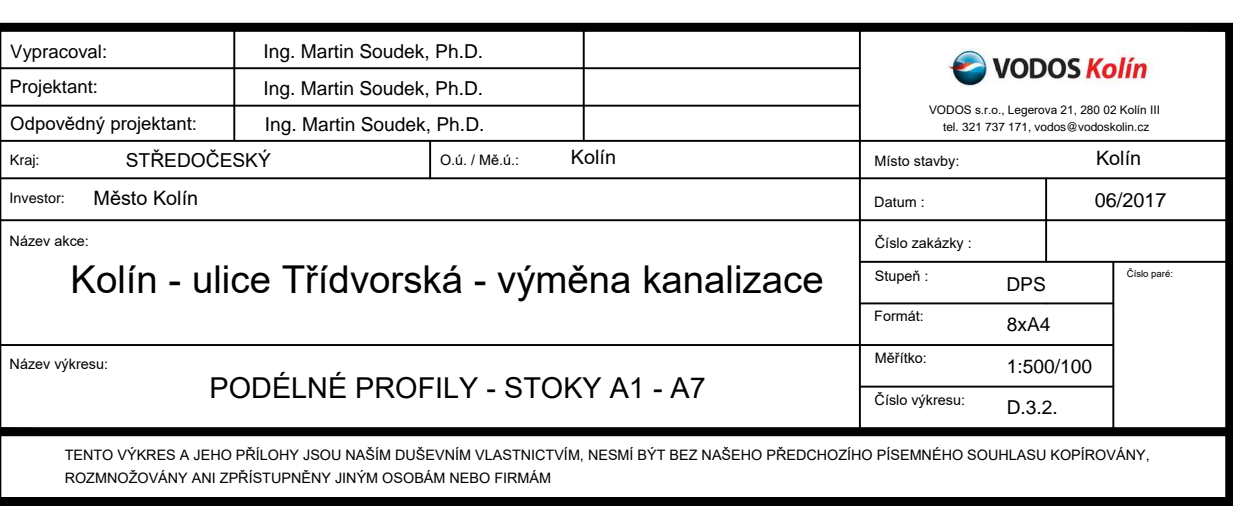 Vypracoval: Ing. Martin Soudek, Ph.D.
Projektant: Ing. Martin Soudek, Ph.D.
Odpovědný projektant: Ing. Martin Soudek, Ph.D.
VODOS Kolín
VODOS s.r.o., Legerova 21, 280 02 Kolín III
tel. 321 737 171, vodos@vodoskolin.cz
Kraj: STŘEDOČESKÝ O.ú. / Mě.ú.: Kolín
Místo stavby: Kolín
Investor: Město Kolín
Datum : 06/2017
Název akce:
Kolín - ulice Třídvorská - výměna kanalizace
Číslo zakázky :
Stupeň : DPS
Číslo paré:
Formát: 8xA4
Název výkresu:
PODÉLNÉ PROFILY - STOKY A1 - A7
Měřítko: 1:500/100
Číslo výkresu: D.3.2.
TENTO VÝKRES A JEHO PŘÍLOHY JSOU NAŠÍM DUŠEVNÍM VLASTNICTVÍM, NESMÍ BÝT BEZ NAŠEHO PŘEDCHOZÍHO PÍSEMNÉHO SOUHLASU KOPÍROVÁNY,
ROZMNOŽOVÁNY ANI ZPŘÍSTUPNĚNY JINÝM OSOBÁM NEBO FIRMÁM